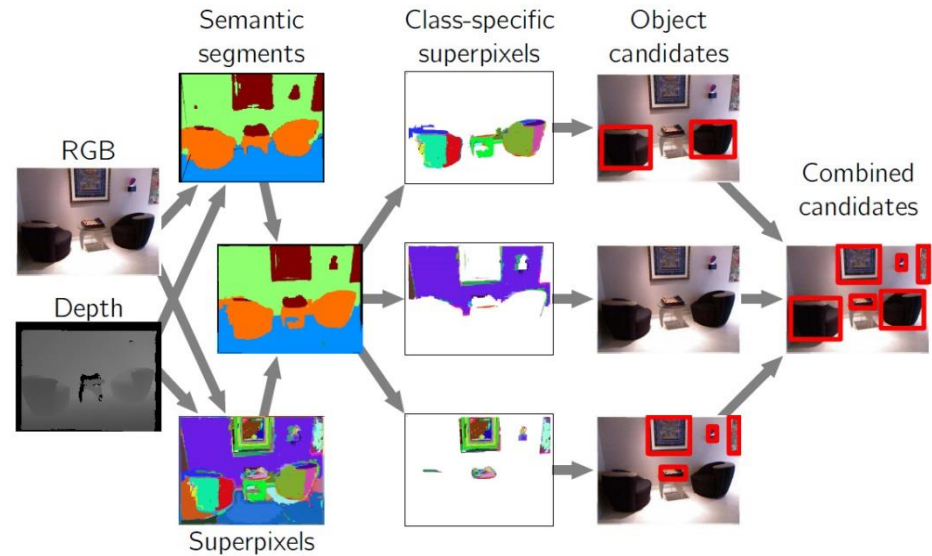 Semantic
segments
Class-specific
superpixels
Object
candidates
RGB
Combined
candidates
Depth
Superpixels